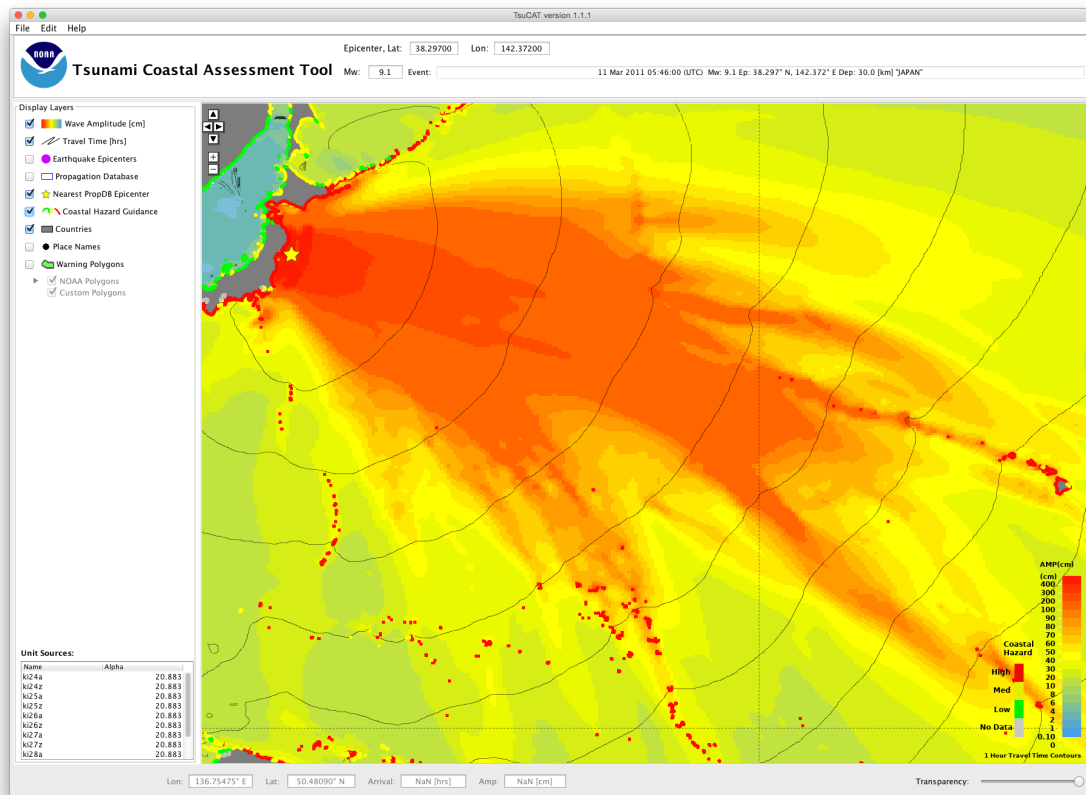 TsuCAT version 1.1.1
File Edit Help
NOAA
Tsunami Coastal Assessment Tool
Epicenter, Lat: 38.29700 Lon: 142.37200
Mw: 9.1 Event: 11 Mar 2011 05:46:00 (UTC) Mw: 9.1 Ep: 38.297° N, 142.372° E Dep: 30.0 [km] "JAPAN"
Display Layers
Wave Amplitude [cm]
Travel Time [hrs]
Earthquake Epicenters
Propagation Database
Nearest PropDB Epicenter
Coastal Hazard Guidance
Countries
Place Names
Warning Polygons
NOAA Polygons
Custom Polygons
Unit Sources:
Name Alpha
ki24a 20.883
ki24z 20.883
ki25a 20.883
ki25z 20.883
ki26a 20.883
ki26z 20.883
ki27a 20.883
ki27z 20.883
ki28a 20.883
Coastal
Hazard
High
Med
Low
No Data
AMP(cm)
(cm)
400
300
200
100
90
80
70
60
50
40
30
20
10
8
6
4
2
1
0.10
0
1 Hour Travel Time Contours
Lon: 136.75475° E Lat: 50.48090° N Arrival: NaN [hrs] Amp: NaN [cm] Transparency: